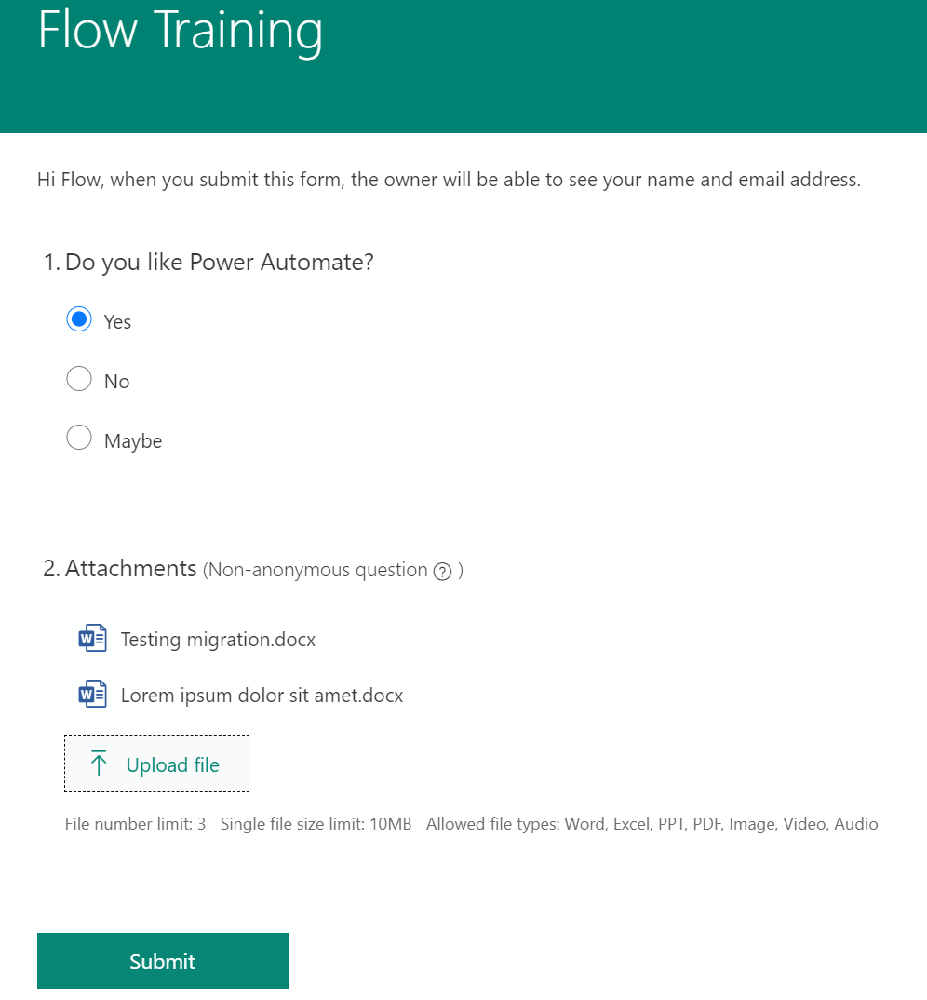 Flow Training
Hi Flow, when you submit this form, the owner will be able to see your name and email address.
1. Do you like Power Automate?
Yes
No
Maybe
2. Attachments (Non-anonymous question ? )
W Testing migration.docx
W Lorem ipsum dolor sit amet.docx
Upload file
File number limit: 3 Single file size limit: 10MB Allowed file types: Word, Excel, PPT, PDF, Image, Video, Audio
Submit